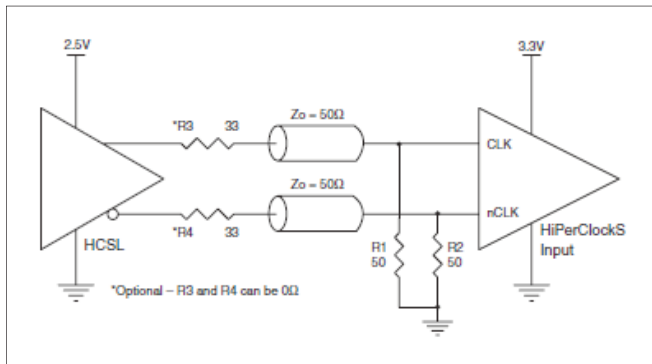 2.5V
3.3V
*R3 33
Zo = 50Ω
CLK
Zo = 50Ω
*R4 33
nCLK
HCSL
R1
50
R2
50
HiPerClockS
Input
*Optional – R3 and R4 can be 0Ω